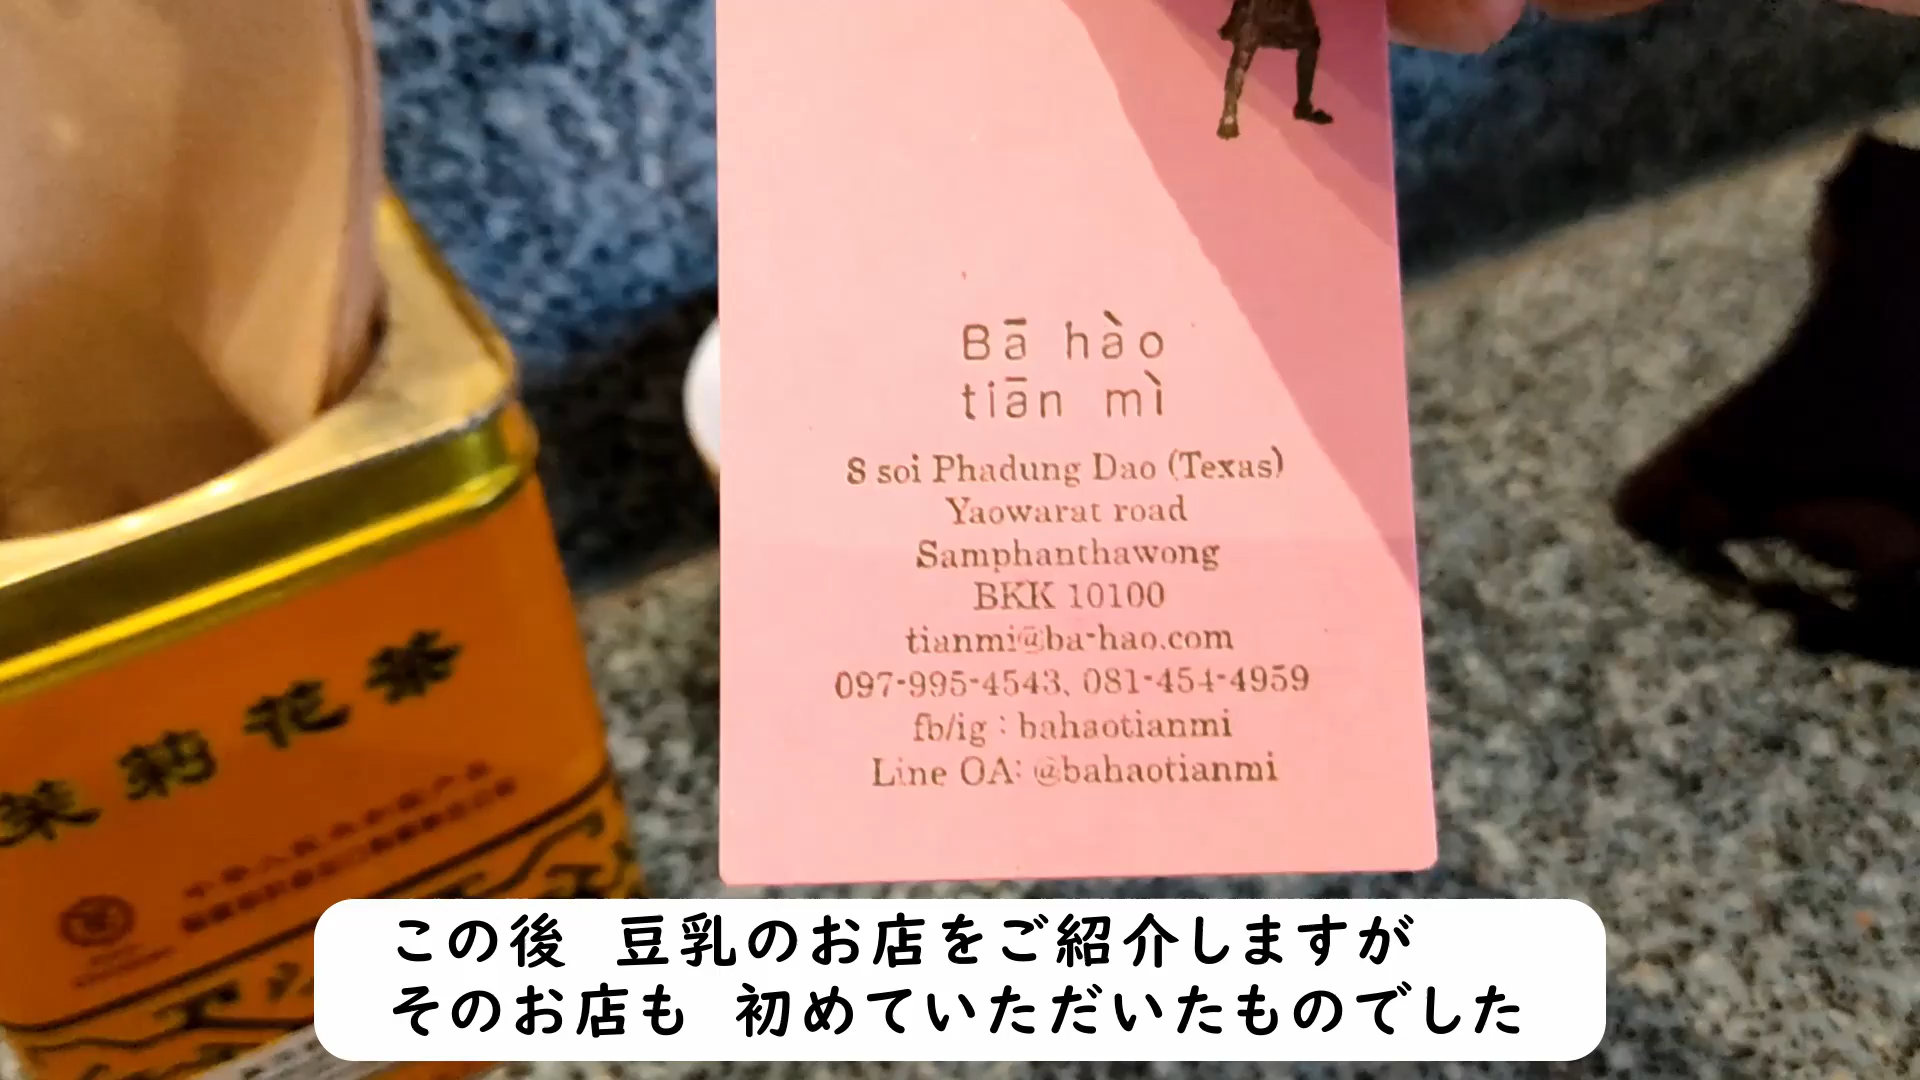 Bā hào
tiān mì
8 soi Phadung Dao (Texas)
Yaowarat road
Samphanthawong
BKK 10100
tianmi@ba-hao.com
097-995-4543, 081-454-4959
fb/ig : bahaotianmi
Line OA: @bahaotianmi
茉莉花茶
この後 豆乳のお店をご紹介しますが
そのお店も 初めていただいたものでした